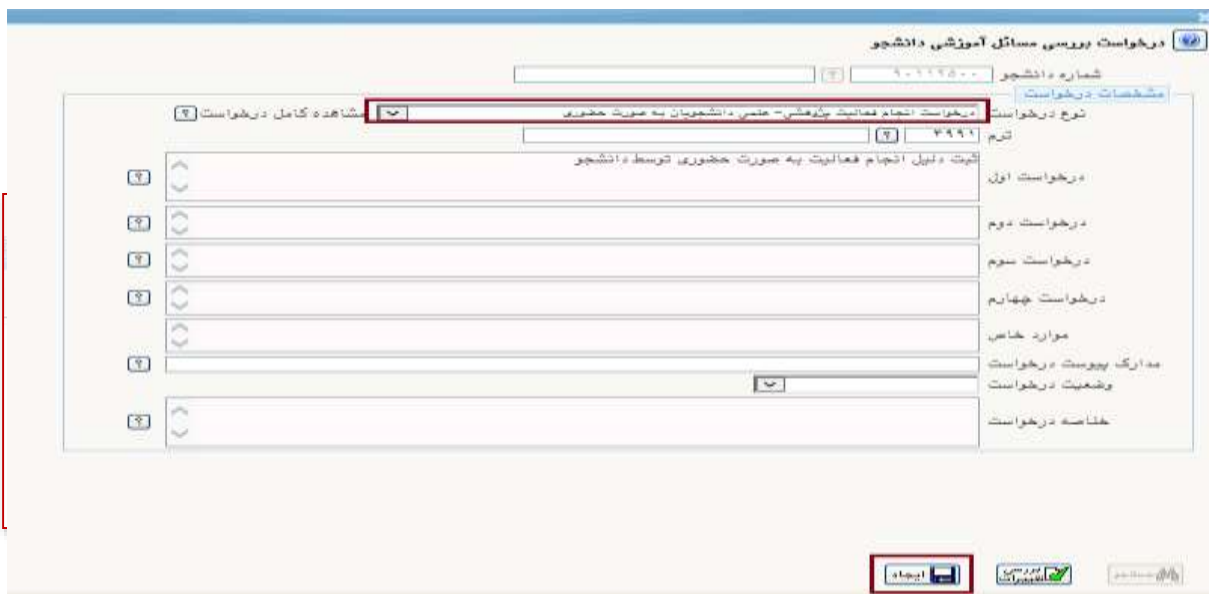 درخواست بررسی مسائل آموزشی دانشجو
شماره دانشجو
مشخصات درخواست
نوع درخواست درخواست انجام فعالیت پژوهشی- علمی دانشجویان به صورت حضوری مشاهده کامل درخواست ؟
ترم ۳۹۹۱ ؟
درخواست اول ثبت دلیل انجام فعالیت به صورت حضوری توسط دانشجو ؟
درخواست دوم ؟
درخواست سوم ؟
درخواست چهارم ؟
موارد خاص
مدارک پیوست درخواست ؟
وضعیت درخواست
خلاصه درخواست ؟
بررسی تغییرات ایجاد